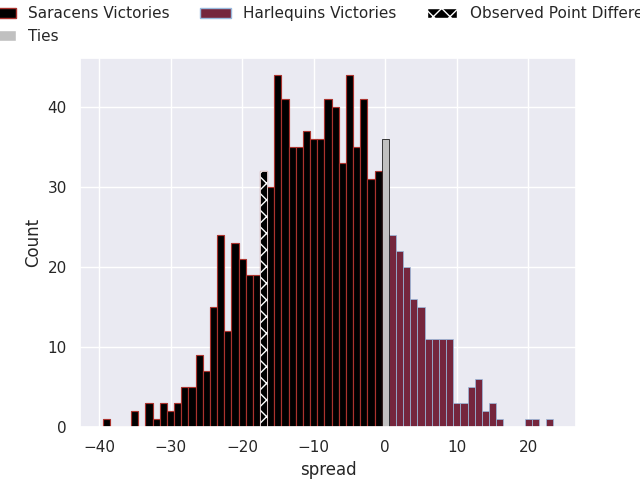 Saracens Victories Harlequins Victories Observed Point
Ties
40
30
20
10
0
Count
−40 −30 −20 −10 0 10 20
spread